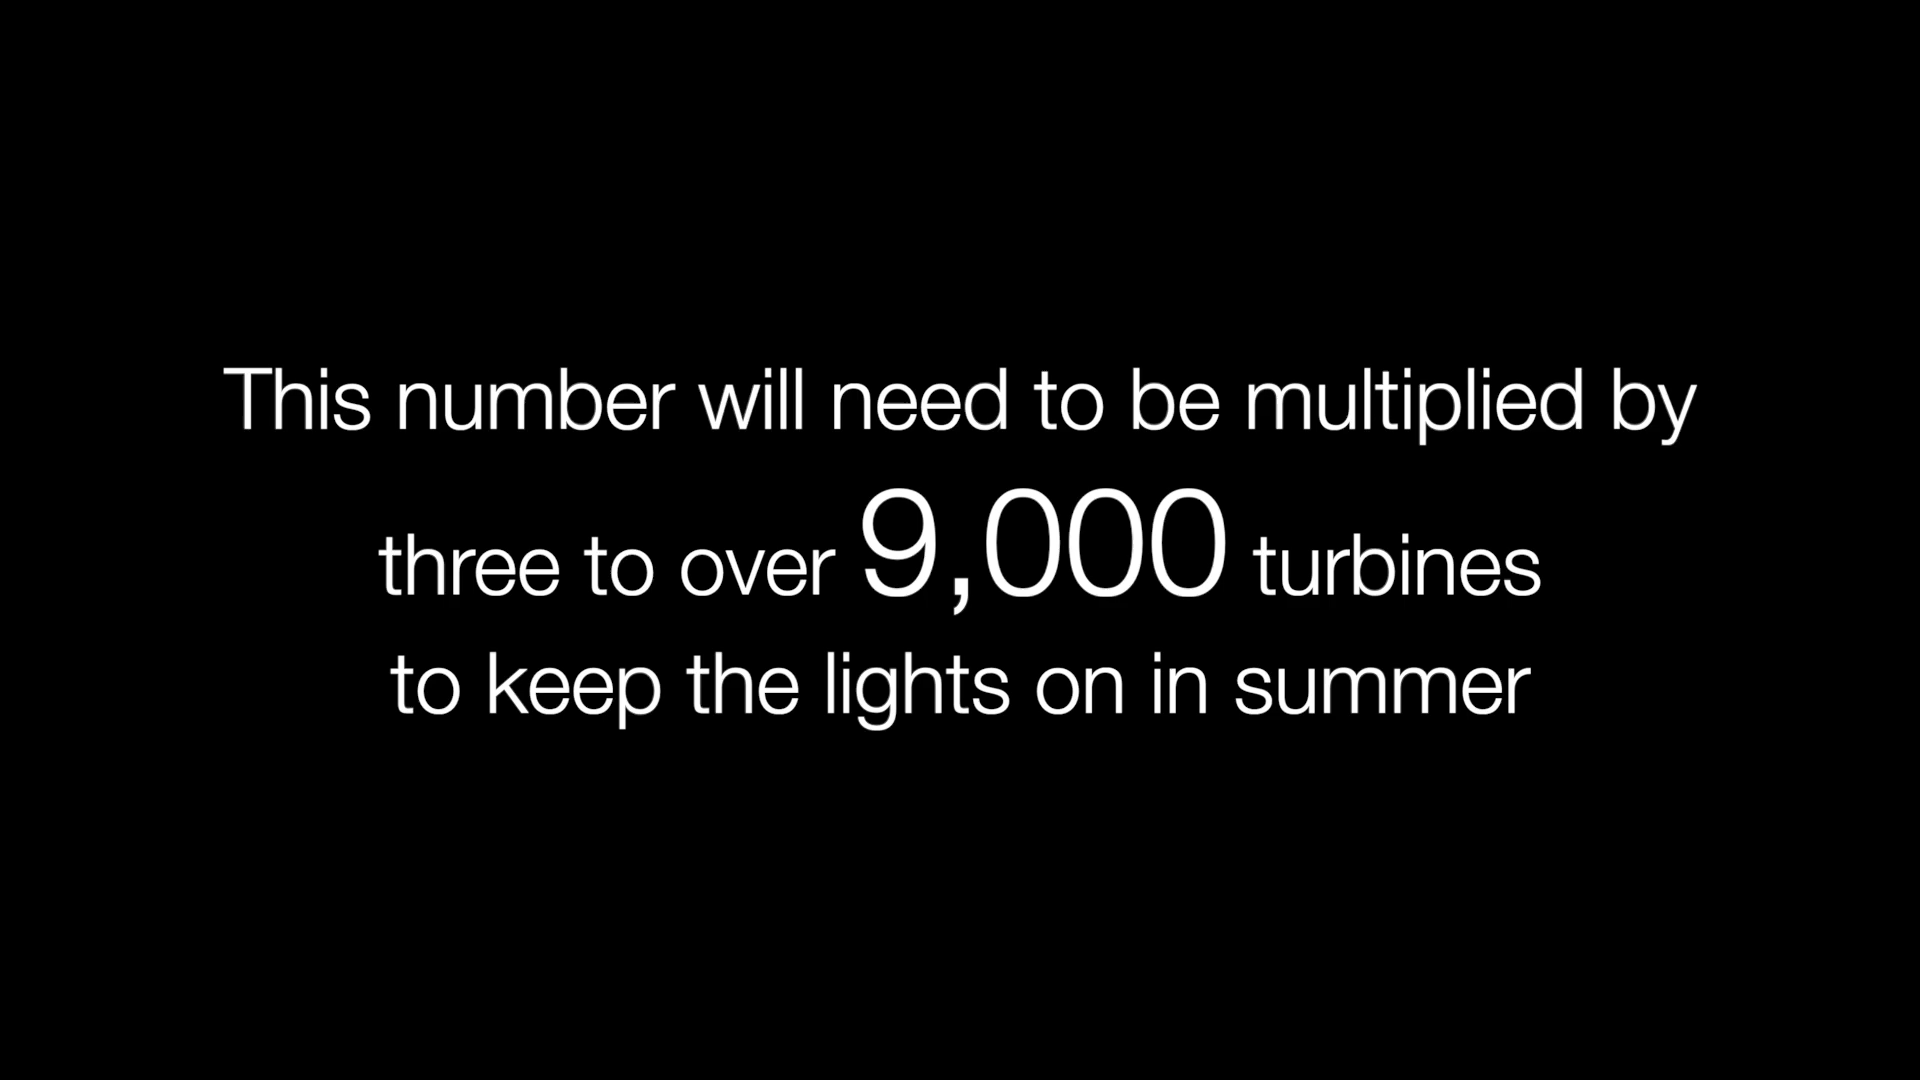 This number will need to be multiplied by
three to over 9,000 turbines
to keep the lights on in summer